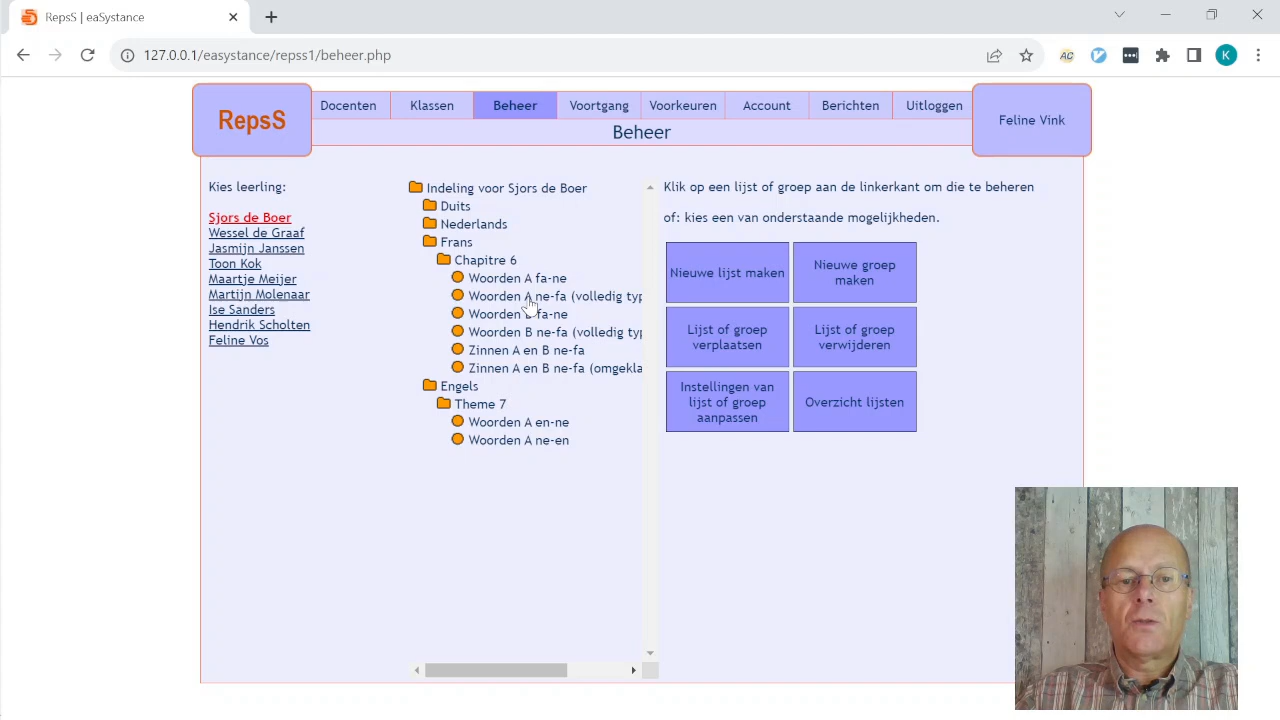 RepsS | eaSystance
127.0.0.1/easystance/repss1/beheer.php
AC
K
RepsS
Docenten
Klassen
Beheer
Voortgang
Voorkeuren
Account
Berichten
Uitloggen
Feline Vink
Beheer
Kies leerling:
Sjors de Boer
Wessel de Graaf
Jasmijn Janssen
Toon Kok
Maartje Meijer
Martijn Molenaar
Ise Sanders
Hendrik Scholten
Feline Vos
Indeling voor Sjors de Boer
Duits
Nederlands
Frans
Chapitre 6
Woorden A fa-ne
Woorden A ne-fa (volledig typ
Woorden B fa-ne
Woorden B ne-fa (volledig typ
Zinnen A en B ne-fa
Zinnen A en B ne-fa (omgekla
Engels
Theme 7
Woorden A en-ne
Woorden A ne-en
Klik op een lijst of groep aan de linkerkant om die te beheren
of: kies een van onderstaande mogelijkheden.
Nieuwe lijst maken
Nieuwe groep
maken
Lijst of groep
verplaatsen
Lijst of groep
verwijderen
Instellingen van
lijst of groep
aanpassen
Overzicht lijsten